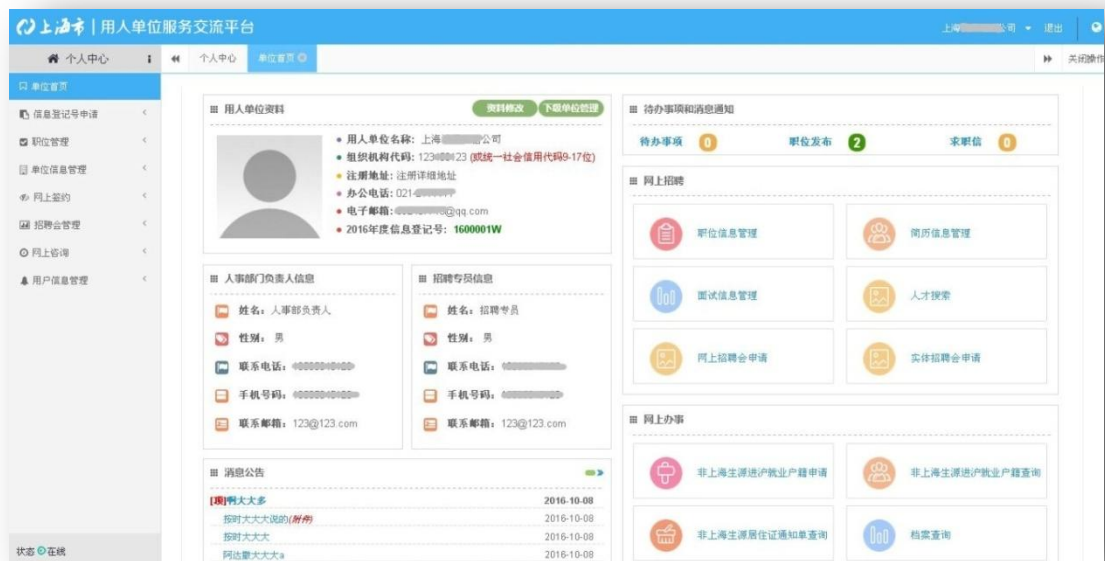 上海市 | 用人单位服务交流平台
上海 公司 退出
个人中心
个人中心
单位首页
关闭操作
单位首页
信息登记号申请
职位管理
单位信息管理
网上签约
招聘会管理
网上咨询
用户信息管理
状态 在线
用人单位资料
资料修改
下载单位管理
用人单位名称: 上海 公司
组织机构代码: 123 123 (或统一社会信用代码9-17位)
注册地址: 注册详细地址
办公电话: 021-
电子邮箱: @qq.com
2016年度信息登记号: 1600001W
人事部门负责人信息
姓名: 人事部负责人
性别: 男
联系电话:
手机号码:
联系邮箱: 123@123.com
招聘专员信息
姓名: 招聘专员
性别: 男
联系电话:
手机号码:
联系邮箱: 123@123.com
消息公告
[顶]啊大大多 2016-10-08
按时大大大说的(附件) 2016-10-08
按时大大大 2016-10-08
阿达撒大大大a 2016-10-08
待办事项和消息通知
待办事项 0
职位发布 2
求职信 0
网上招聘
职位信息管理
简历信息管理
面试信息管理
人才搜索
网上招聘会申请
实体招聘会申请
网上办事
非上海生源进沪就业户籍申请
非上海生源进沪就业户籍查询
非上海生源居住证通知单查询
档案查询